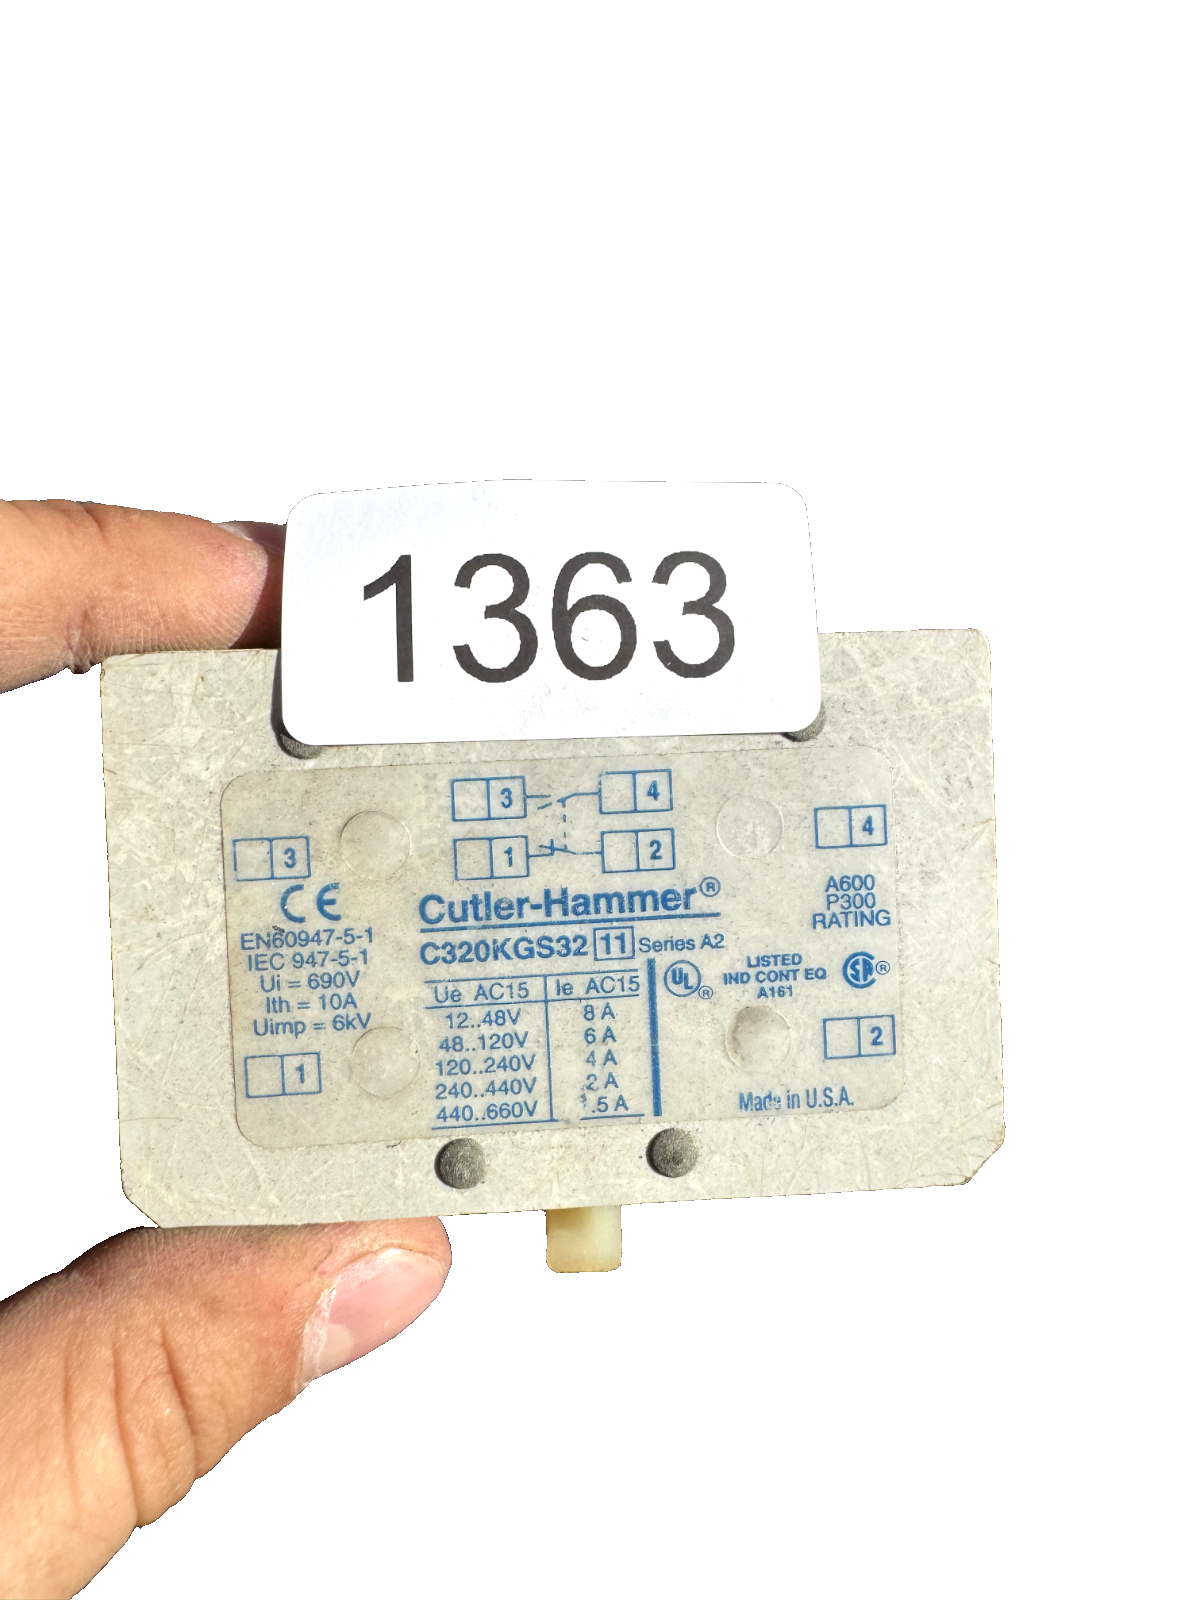 1363
3 4
1 2
3
4
CE
EN60947-5-1
IEC 947-5-1
Ui = 690V
Ith = 10A
Uimp = 6kV
1
Cutler-Hammer®
C320KGS32 11 Series A2
Ue AC15 Ie AC15
12..48V 8 A
48..120V 6 A
120..240V 4 A
240..440V 2 A
440..660V .5 A
A600
P300
RATING
UL® LISTED
IND CONT EQ
A161
SA®
2
Made in U.S.A.